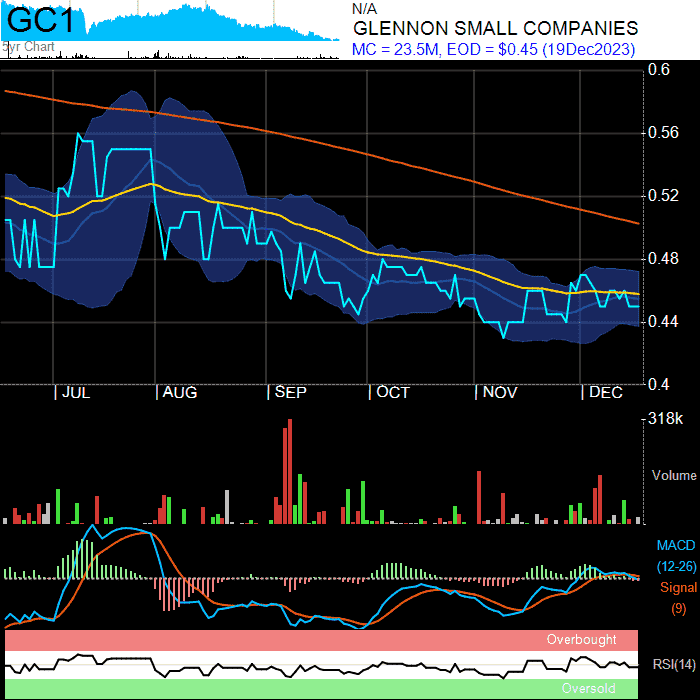 GC1
5yr Chart
N/A
GLENNON SMALL COMPANIES
MC = 23.5M, EOD = $0.45 (19Dec2023)
0.6
0.56
0.52
0.48
0.44
0.4
JUL AUG SEP OCT NOV DEC
318k
Volume
MACD
(12-26)
Signal
(9)
Overbought
RSI(14)
Oversold